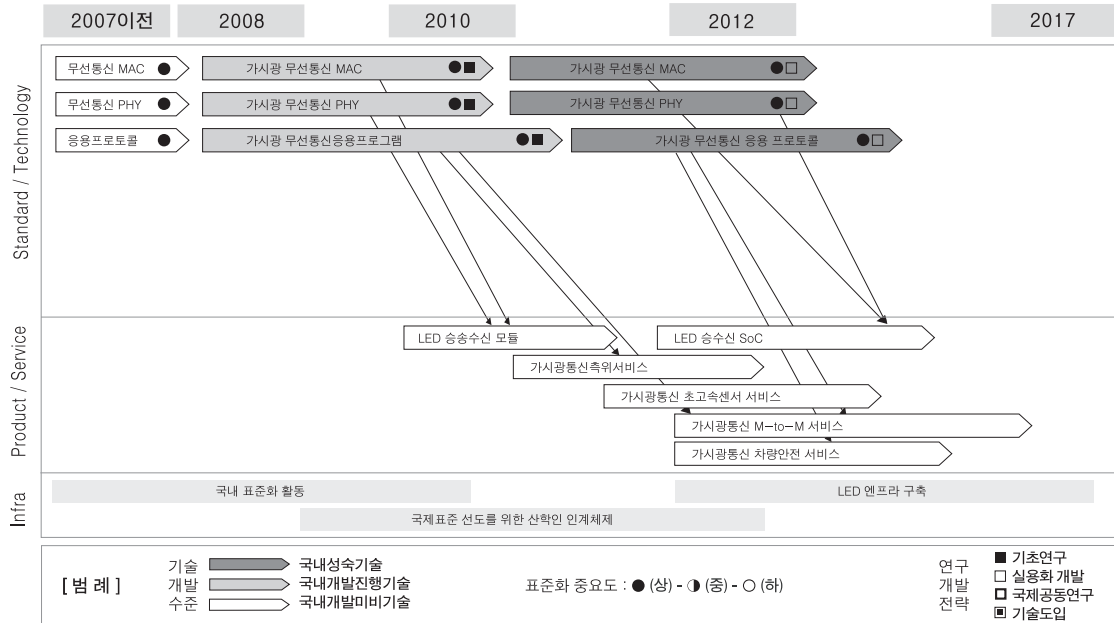 2007이전 2008 2010 2012 2017
Standard / Technology
무선통신 MAC 가시광 무선통신 MAC 가시광 무선통신 MAC
무선통신 PHY 가시광 무선통신 PHY 가시광 무선통신 PHY
응용프로토콜 가시광 무선통신응용프로그램 가시광 무선통신 응용 프로토콜
Product / Service
LED 승송수신 모듈 LED 승수신 SoC
가시광통신측위서비스
가시광통신 초고속센서 서비스
가시광통신 M-to-M 서비스
가시광통신 차량안전 서비스
Infra
국내 표준화 활동 LED 엔프라 구축
국제표준 선도를 위한 산학인 인계체제
[범 례]
기술 개발 수준
국내성숙기술
국내개발진행기술
국내개발미비기술
표준화 중요도 : ● (상) - ◑ (중) - ○ (하)
연구 개발 전략
■ 기초연구
□ 실용화 개발
□ 국제공동연구
▣ 기술도입